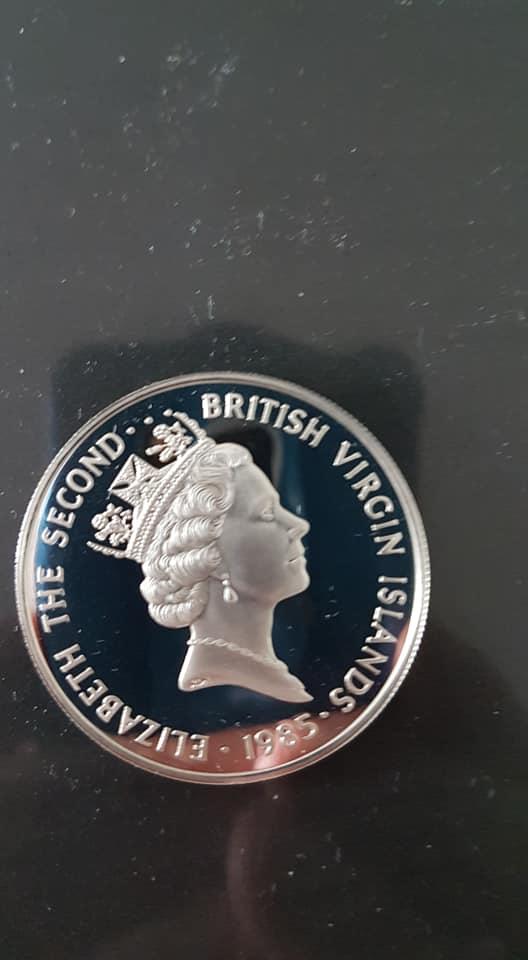 ELIZABETH THE SECOND · · · BRITISH VIRGIN ISLANDS · 1985 ·